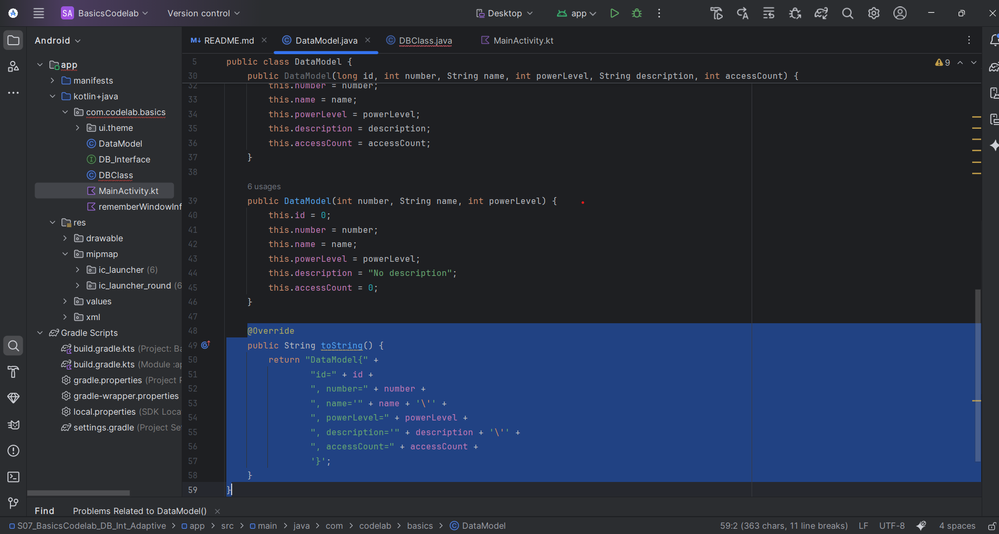 SA BasicsCodelab Version control Desktop app
Android
README.md DataModel.java DBClass.java MainActivity.kt
app
manifests
kotlin+java
com.codelab.basics
ui.theme
DataModel
DB_Interface
DBClass
MainActivity.kt
rememberWindowInf
res
drawable
mipmap
ic_launcher (6)
ic_launcher_round (6
values
xml
Gradle Scripts
build.gradle.kts (Project: Ba
build.gradle.kts (Module :ap
gradle.properties (Project P
gradle-wrapper.properties
local.properties (SDK Loca
settings.gradle (Project Se
5 public class DataModel {
9
30 public DataModel(long id, int number, String name, int powerLevel, String description, int accessCount) {
32 this.number = number;
33 this.name = name;
34 this.powerLevel = powerLevel;
35 this.description = description;
36 this.accessCount = accessCount;
37 }
38
6 usages
39 public DataModel(int number, String name, int powerLevel) {
40 this.id = 0;
41 this.number = number;
42 this.name = name;
43 this.powerLevel = powerLevel;
44 this.description = "No description";
45 this.accessCount = 0;
46 }
47
48 @Override
49 public String toString() {
50 return "DataModel{" +
51 "id=" + id +
52 ", number=" + number +
53 ", name='" + name + '\'' +
54 ", powerLevel=" + powerLevel +
55 ", description='" + description + '\'' +
56 ", accessCount=" + accessCount +
57 '}';
58 }
59 }
Find Problems Related to DataModel()
S07_BasicsCodelab_DB_Int_Adaptive > app > src > main > java > com > codelab > basics > DataModel 59:2 (363 chars, 11 line breaks) LF UTF-8 4 spaces